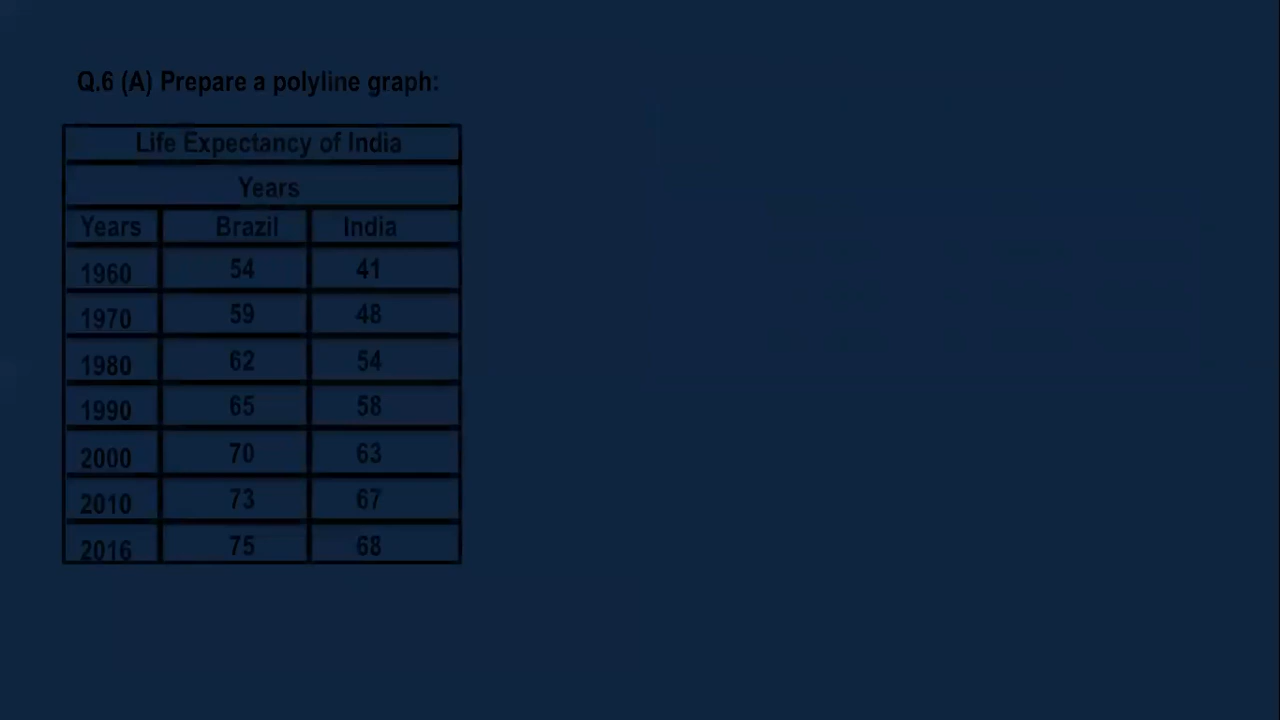 Q.6 (A) Prepare a polyline graph:
Life Expectancy of India
Years
Years Brazil India
1960 54 41
1970 59 48
1980 62 54
1990 65 58
2000 70 63
2010 73 67
2016 75 68